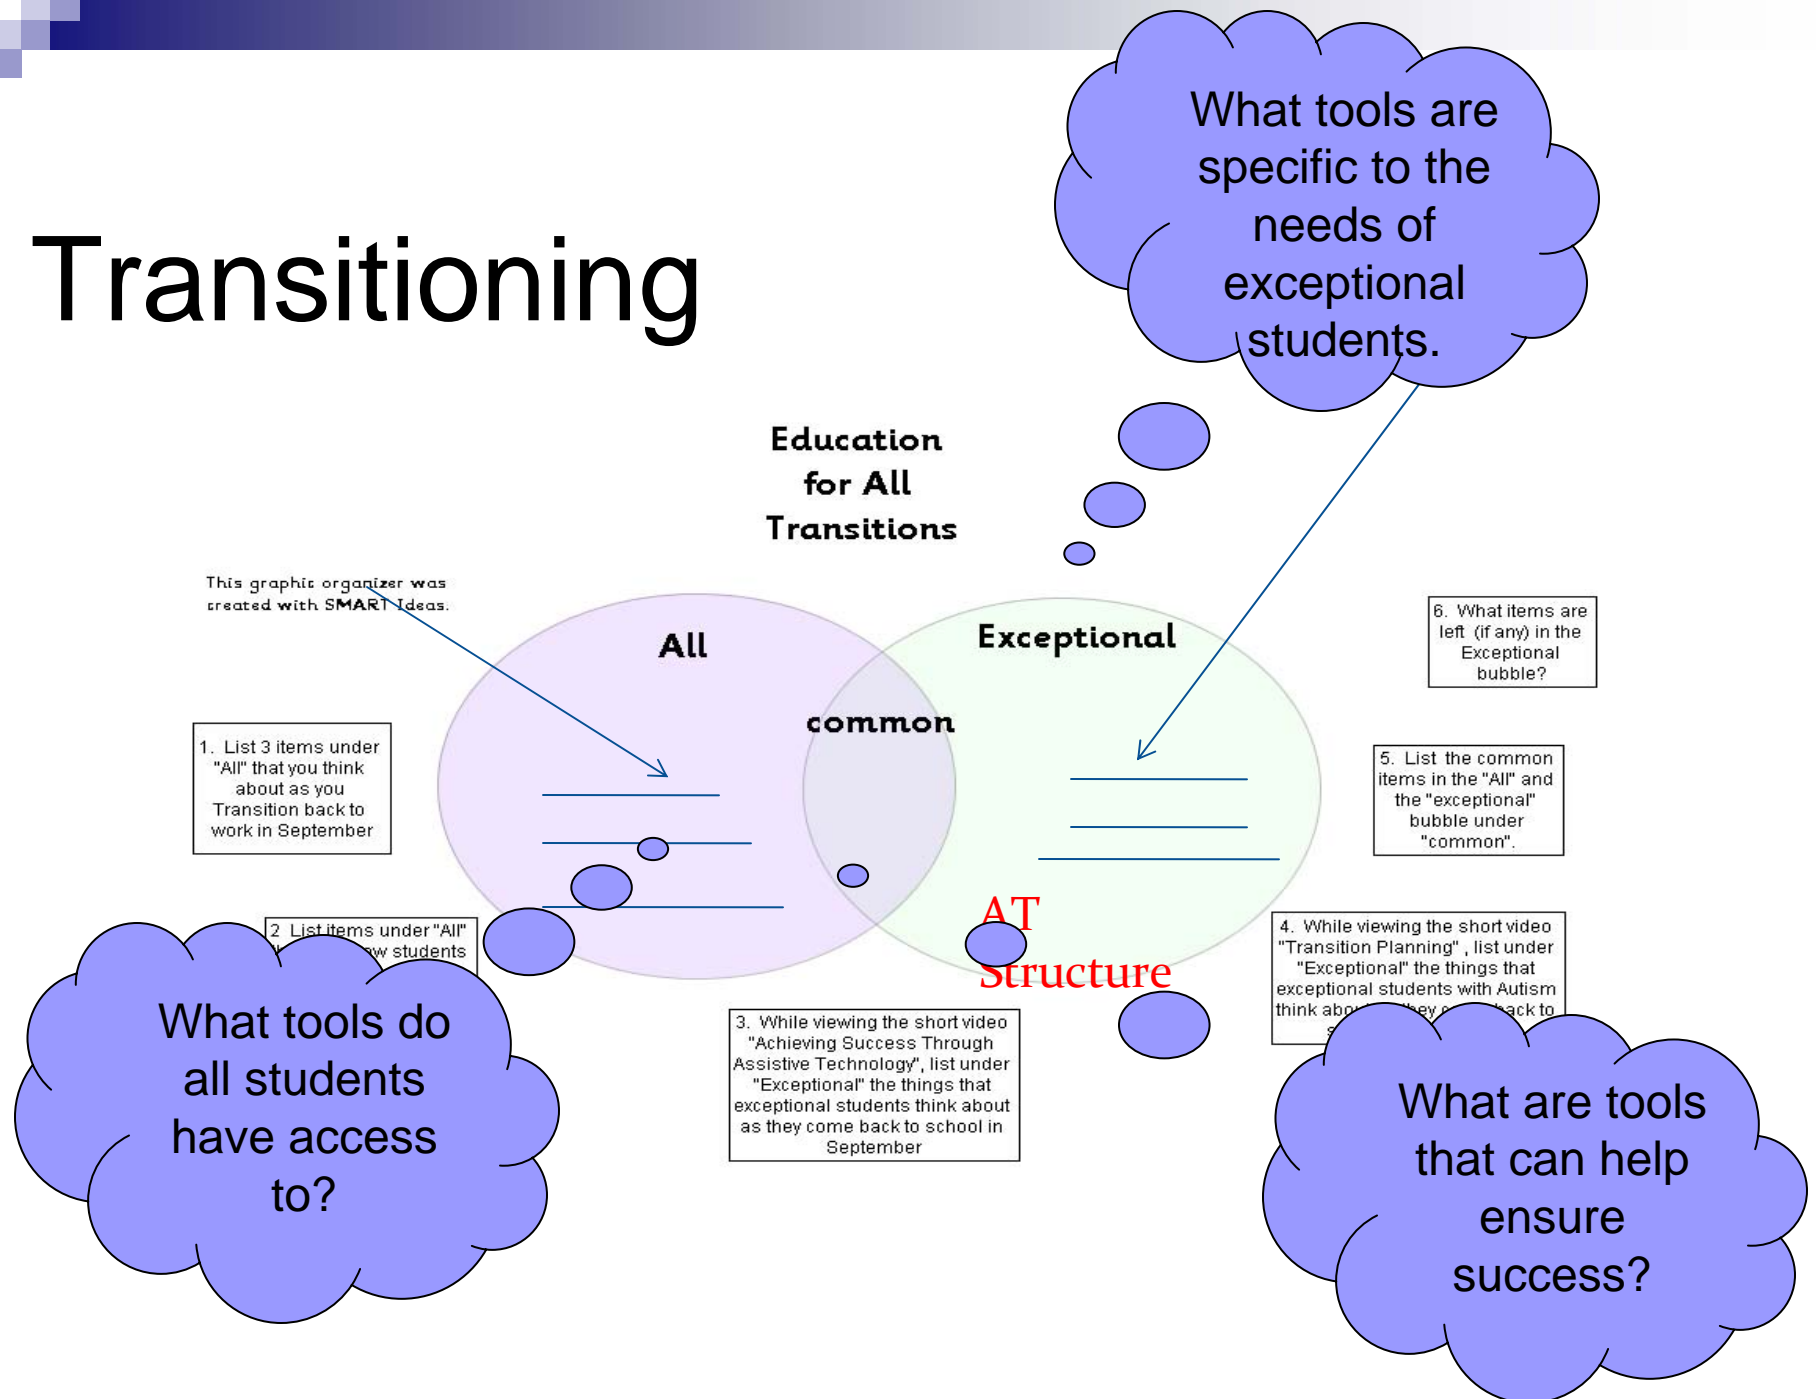 Transitioning
What tools are
specific to the
needs of
exceptional
students.
Education
for All
Transitions
This graphic organizer was
created with SMART Ideas.
All
Exceptional
common
1. List 3 items under
"All" that you think
about as you
Transition back to
work in September
2 List items under "All"
students
6. What items are
left (if any) in the
Exceptional
bubble?
5. List the common
items in the "All" and
the "exceptional"
bubble under
"common".
AT
Structure
4. While viewing the short video
"Transition Planning" , list under
"Exceptional" the things that
exceptional students with Autism
think back to
3. While viewing the short video
"Achieving Success Through
Assistive Technology", list under
"Exceptional" the things that
exceptional students think about
as they come back to school in
September
What tools do
all students
have access
to?
What are tools
that can help
ensure
success?